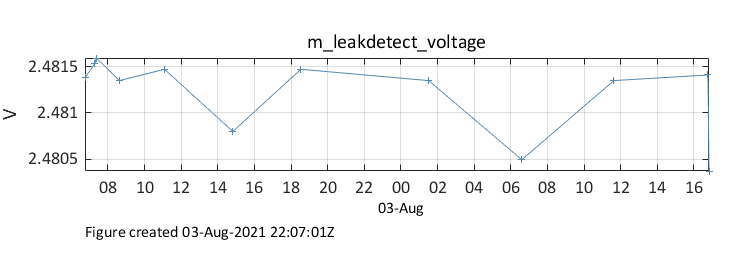 m_leakdetect_voltage
2.4815
2.481
2.4805
V
08 10 12 14 16 18 20 22 00 02 04 06 08 10 12 14 16
03-Aug
Figure created 03-Aug-2021 22:07:01Z